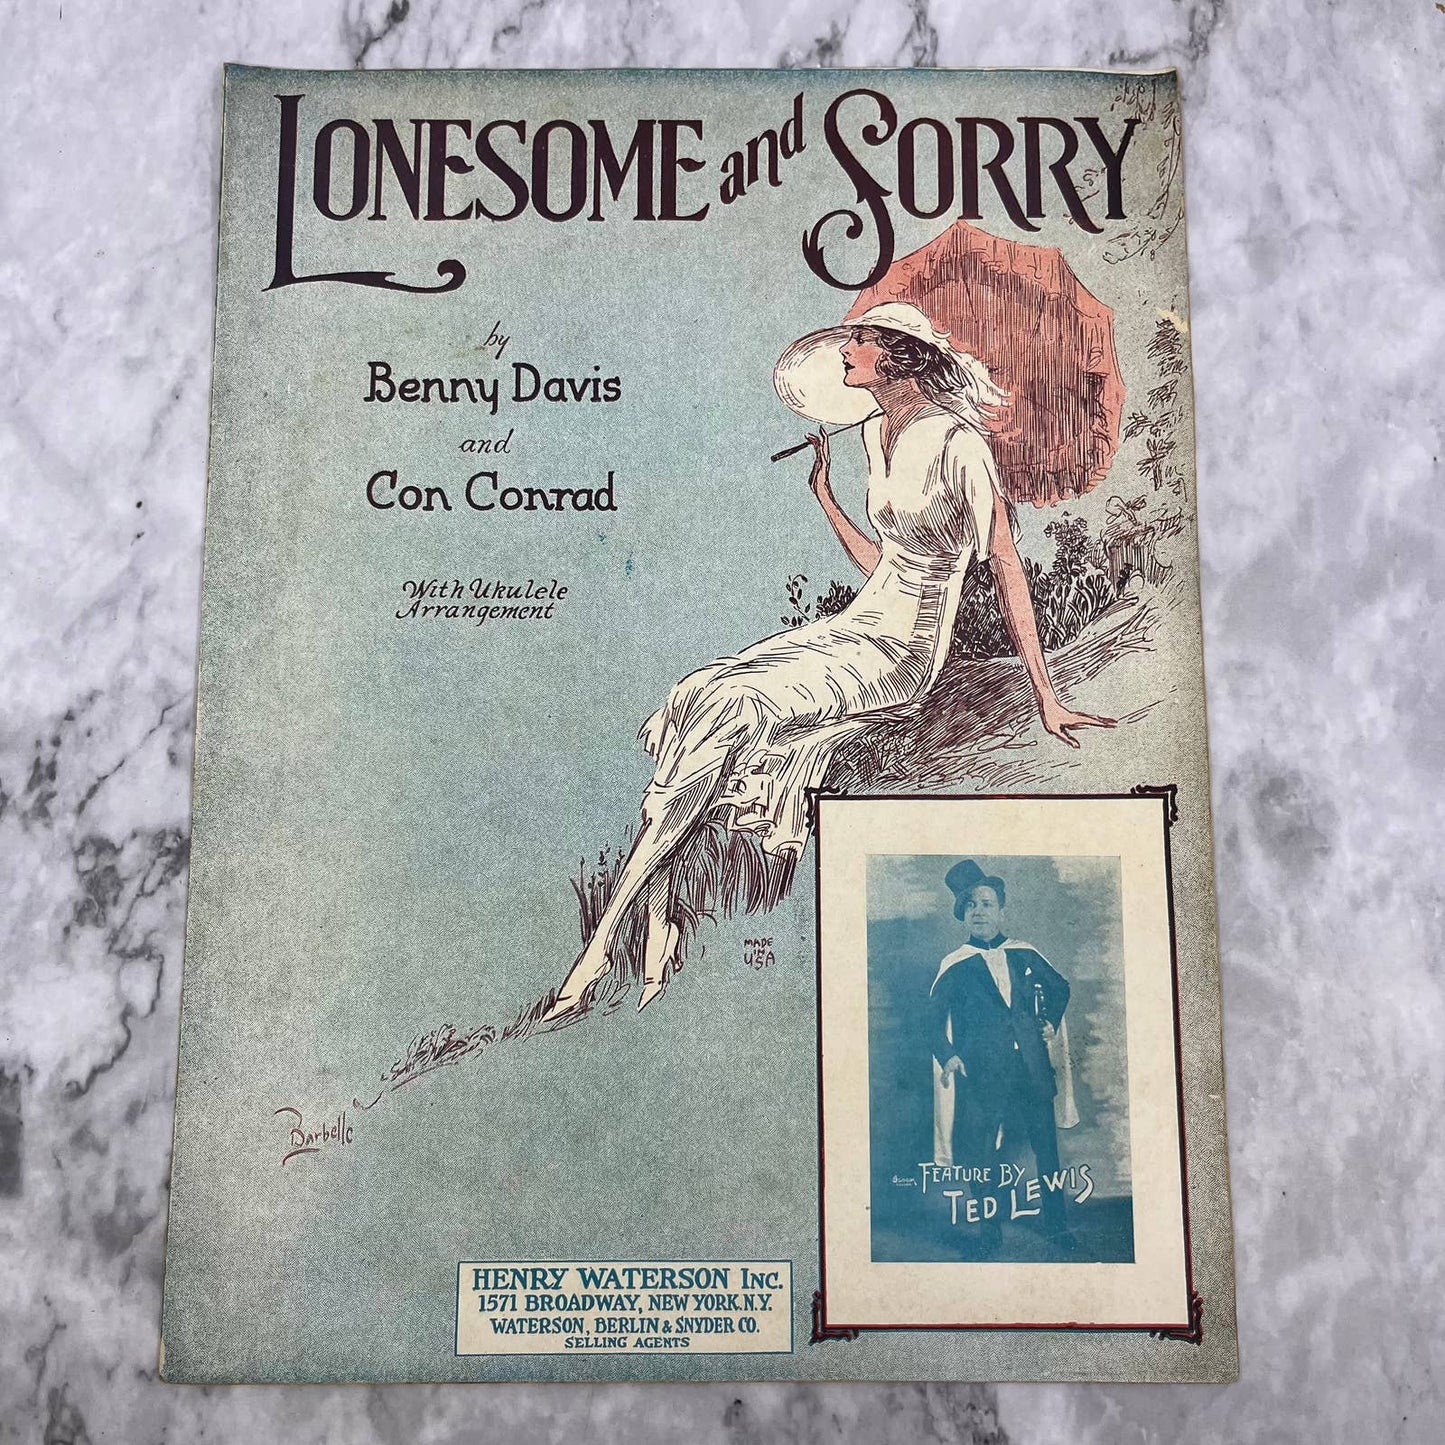 LONESOME and SORRY
by
Benny Davis
and
Con Conrad
With Ukulele
Arrangement
MADE
IN
USA
Barbelle
FEATURE BY
TED LEWIS
HENRY WATERSON INC.
1571 BROADWAY, NEW YORK.N.Y.
WATERSON, BERLIN & SNYDER CO.
SELLING AGENTS